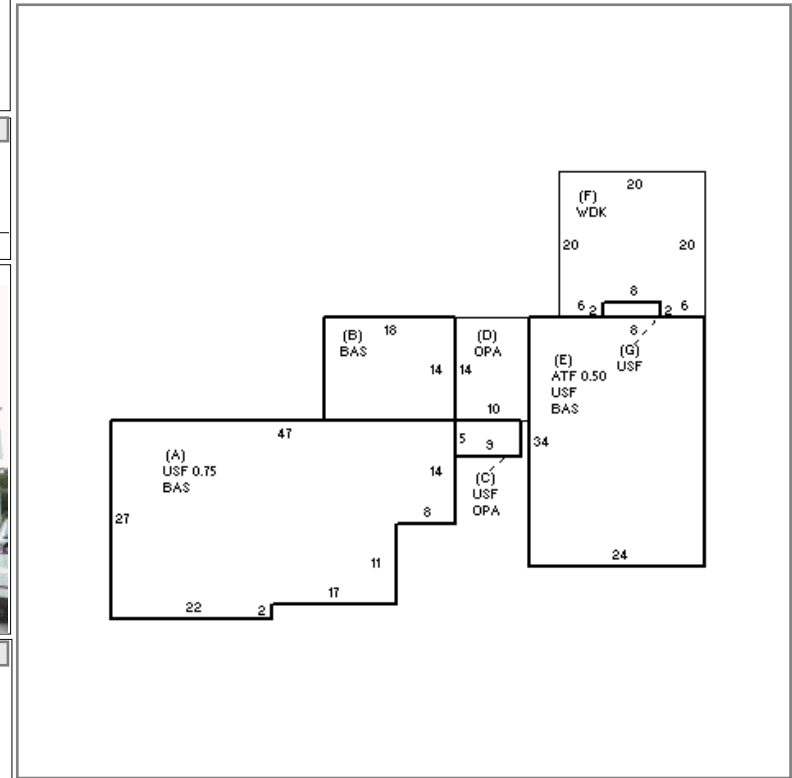 20
(F)
WDK
20
20
8
6
2
2
6
(B)
BAS
18
(D)
OPA
8
(G)
USF
14
14
(E)
ATF 0.50
USF
BAS
10
47
5
9
34
(A)
USF 0.75
BAS
14
(C)
USF
OPA
27
8
11
24
17
22
2